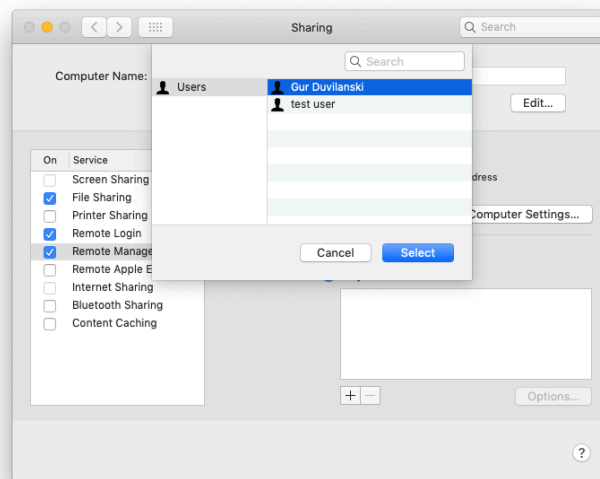 Sharing
Search
Search
Computer Name:
Users
Gur Duvilanski
test user
Edit...
On Service
Screen Sharing
File Sharing
Printer Sharing
Remote Login
Remote Manage
Remote Apple E
Internet Sharing
Bluetooth Sharing
Content Caching
dress
Computer Settings...
Cancel
Select
+
−
Options...
?